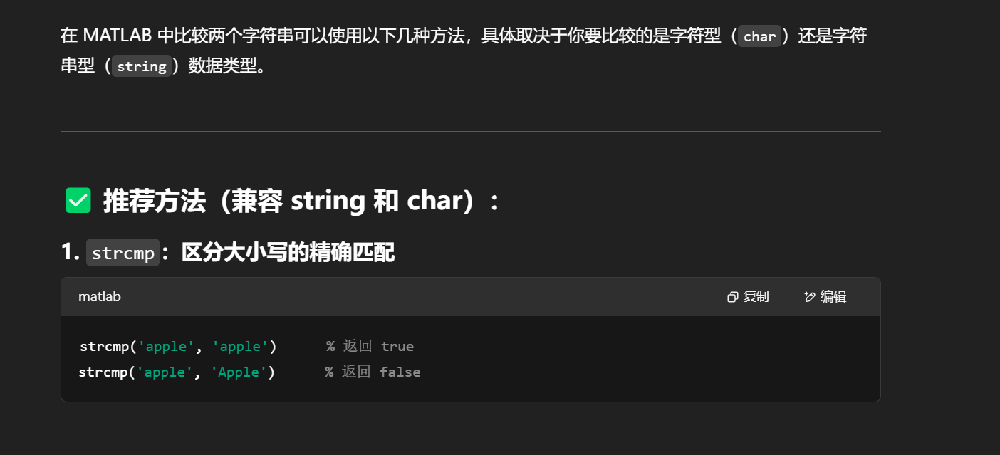 在 MATLAB 中比较两个字符串可以使用以下几种方法，具体取决于你要比较的是字符型（char）还是字符
串型（string）数据类型。
✅ 推荐方法（兼容 string 和 char）：
1. strcmp：区分大小写的精确匹配
matlab 复制 编辑
strcmp('apple', 'apple')      % 返回 true
strcmp('apple', 'Apple')      % 返回 false